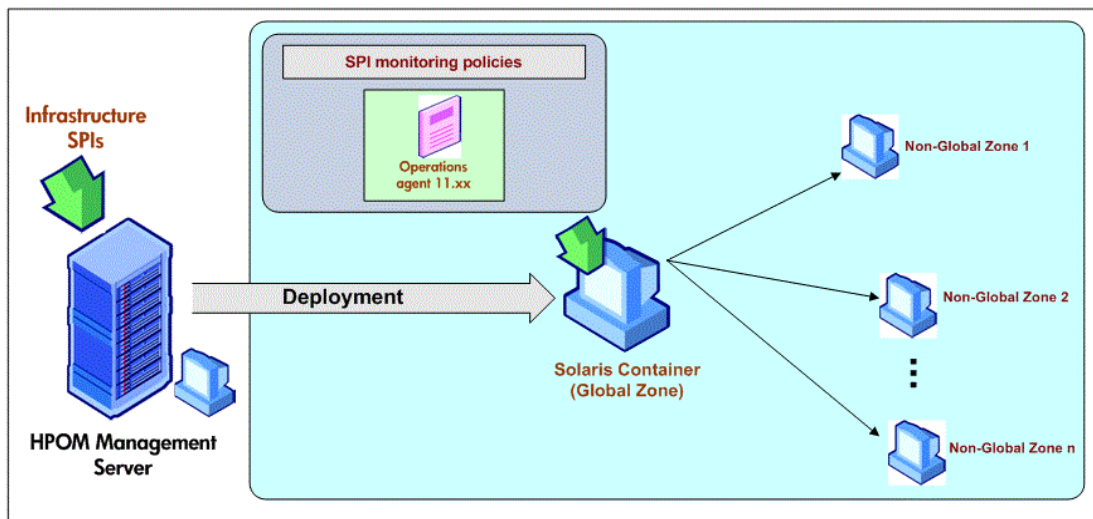 SPI monitoring policies
Infrastructure
SPIs
Operations
agent 11.xx
Non-Global Zone 1
Deployment
Non-Global Zone 2
Solaris Container
(Global Zone)
HPOM Management
Server
Non-Global Zone n